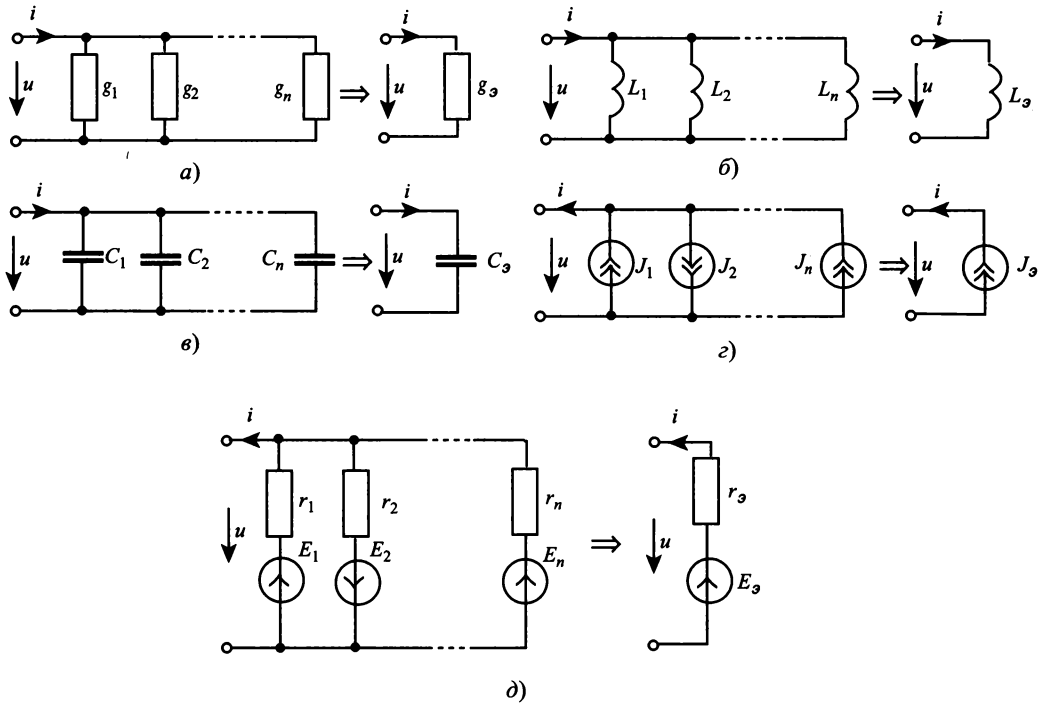 i i
u g1 g2 gn ⇒ u gэ
а)
i i
u L1 L2 Ln ⇒ u Lэ
б)
i i
u C1 C2 Cn ⇒ u Cэ
в)
i i
u J1 J2 Jn ⇒ u Jэ
г)
i i
r1 r2 rn rэ
u E1 E2 En ⇒ u Eэ
д)